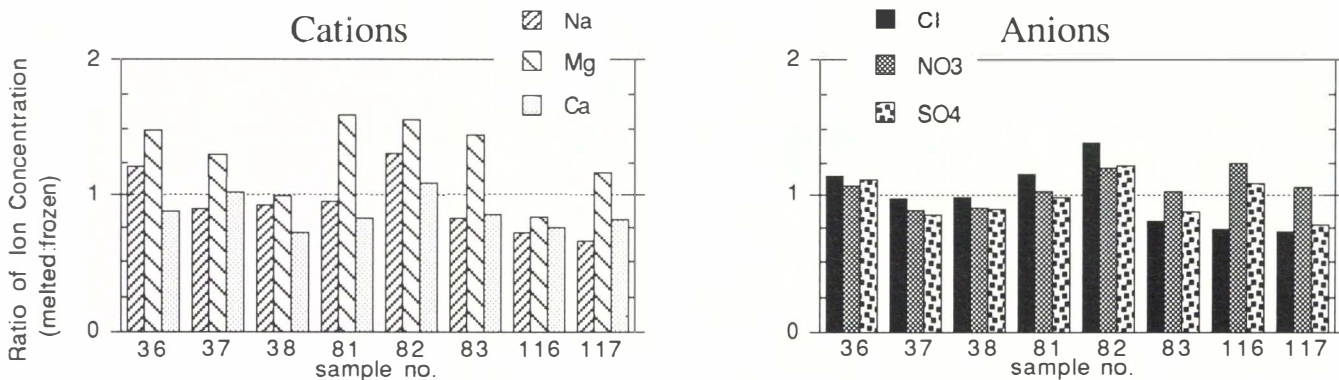 Ratio of Ion Concentration
(melted:frozen)
Cations
Na
Mg
Ca
2
1
0
36 37 38 81 82 83 116 117
sample no.
Anions
Cl
NO3
SO4
2
1
0
36 37 38 81 82 83 116 117
sample no.